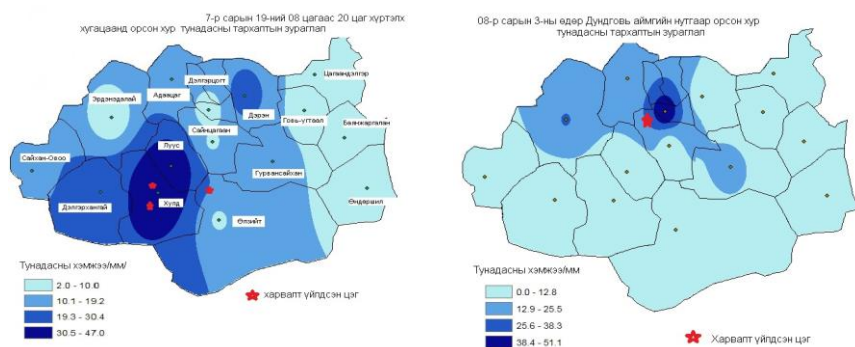 7-р сарын 19-ний 08 цагаас 20 цаг хүртэлх
хугацаанд орсон хур тунадасны тархалтын зураглал
Цагаандэлгэр
Дэлгэрцогт
Адаацаг
Эрдэнэдалай
Дэрэн
Говь-угтаал
Баянжаргалан
Сайнцагаан
Луус
Сайхан-Овоо
Гурвансайхан
Өндөршил
Дэлгэрхангай
Хулд
Өлзийт
Тунадасны хэмжээ/мм/
2.0 - 10.0
10.1 - 19.2
19.3 - 30.4
30.5 - 47.0
харвалт үйлдсэн цэг
08-р сарын 3-ны өдөр Дундговь аймгийн нутгаар орсон хур
тунадасны тархалтын зураглал
Тунадасны хэмжээ/мм
0.0 - 12.8
12.9 - 25.5
25.6 - 38.3
38.4 - 51.1
Харвалт үйлдсэн цэг